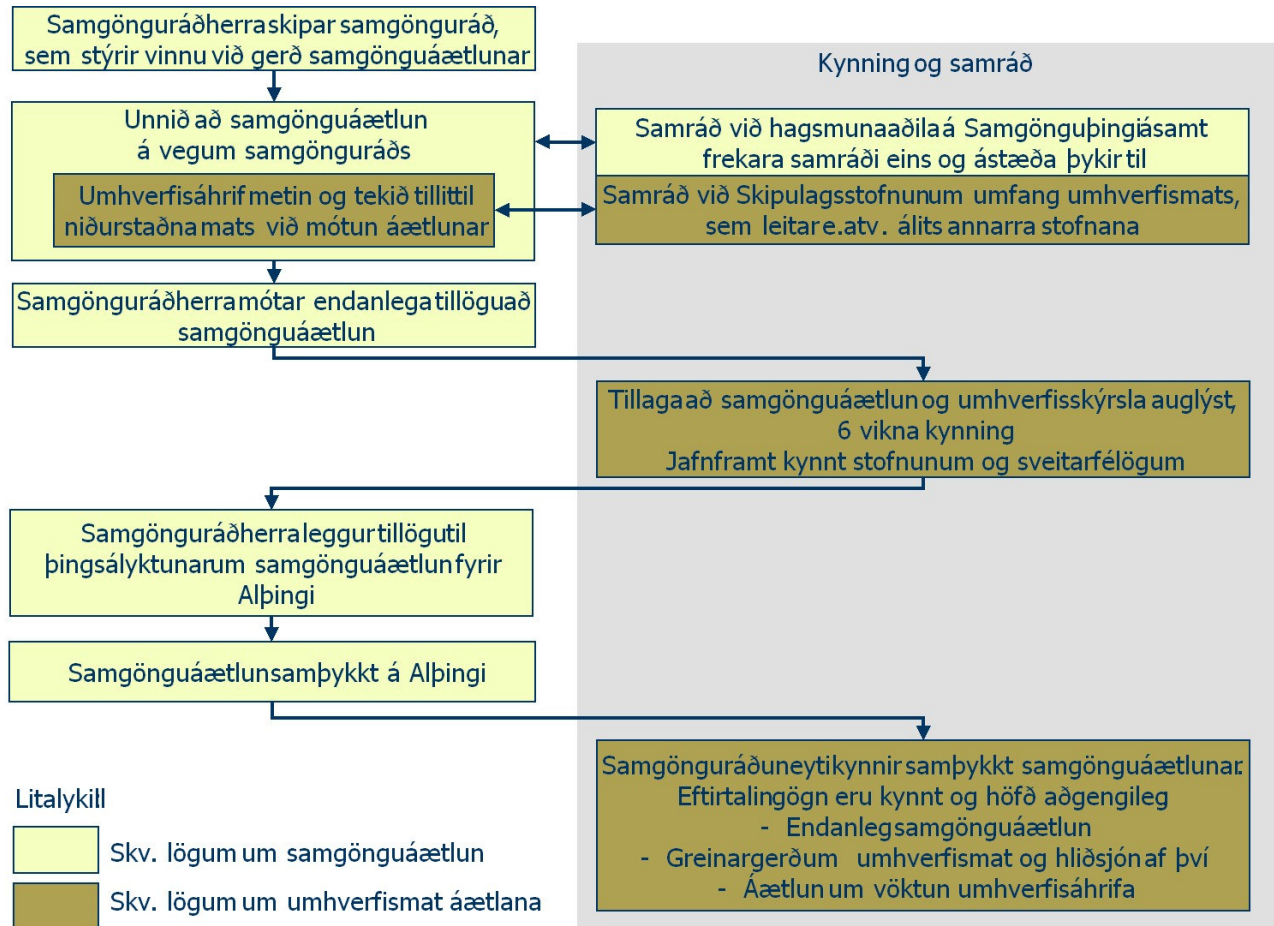 Samgönguráðherra skipar samgönguráð,
sem stýrir vinnu við gerð samgönguáætlunar
Kynning og samráð
Unnið að samgönguáætlun
á vegum samgönguráðs
Umhverfisáhrif metin og tekið tillit til
niðurstaðna mats við mótun áætlunar
Samráð við hagsmunaaðila á Samgönguþingi ásamt
frekara samráði eins og ástæða þykir til
Samráð við Skipulagsstofnun um umfang umhverfismats,
sem leitar e.atv. álits annarra stofnana
Samgönguráðherra mótar endanlega tillögu að
samgönguáætlun
Tillaga að samgönguáætlun og umhverfisskýrsla auglýst,
6 vikna kynning
Jafnframt kynnt stofnunum og sveitarfélögum
Samgönguráðherra leggur tillögu til
þingsályktunar um samgönguáætlun fyrir
Alþingi
Samgönguáætlun samþykkt á Alþingi
Samgönguráðuneyti kynnir samþykkt samgönguáætlunar.
Eftirtalin gögn eru kynnt og höfð aðgengileg
- Endanleg samgönguáætlun
- Greinargerð um umhverfismat og hliðsjón af því
- Áætlun um vöktun umhverfisáhrifa
Litalykill
Skv. lögum um samgönguáætlun
Skv. lögum um umhverfismat áætlana